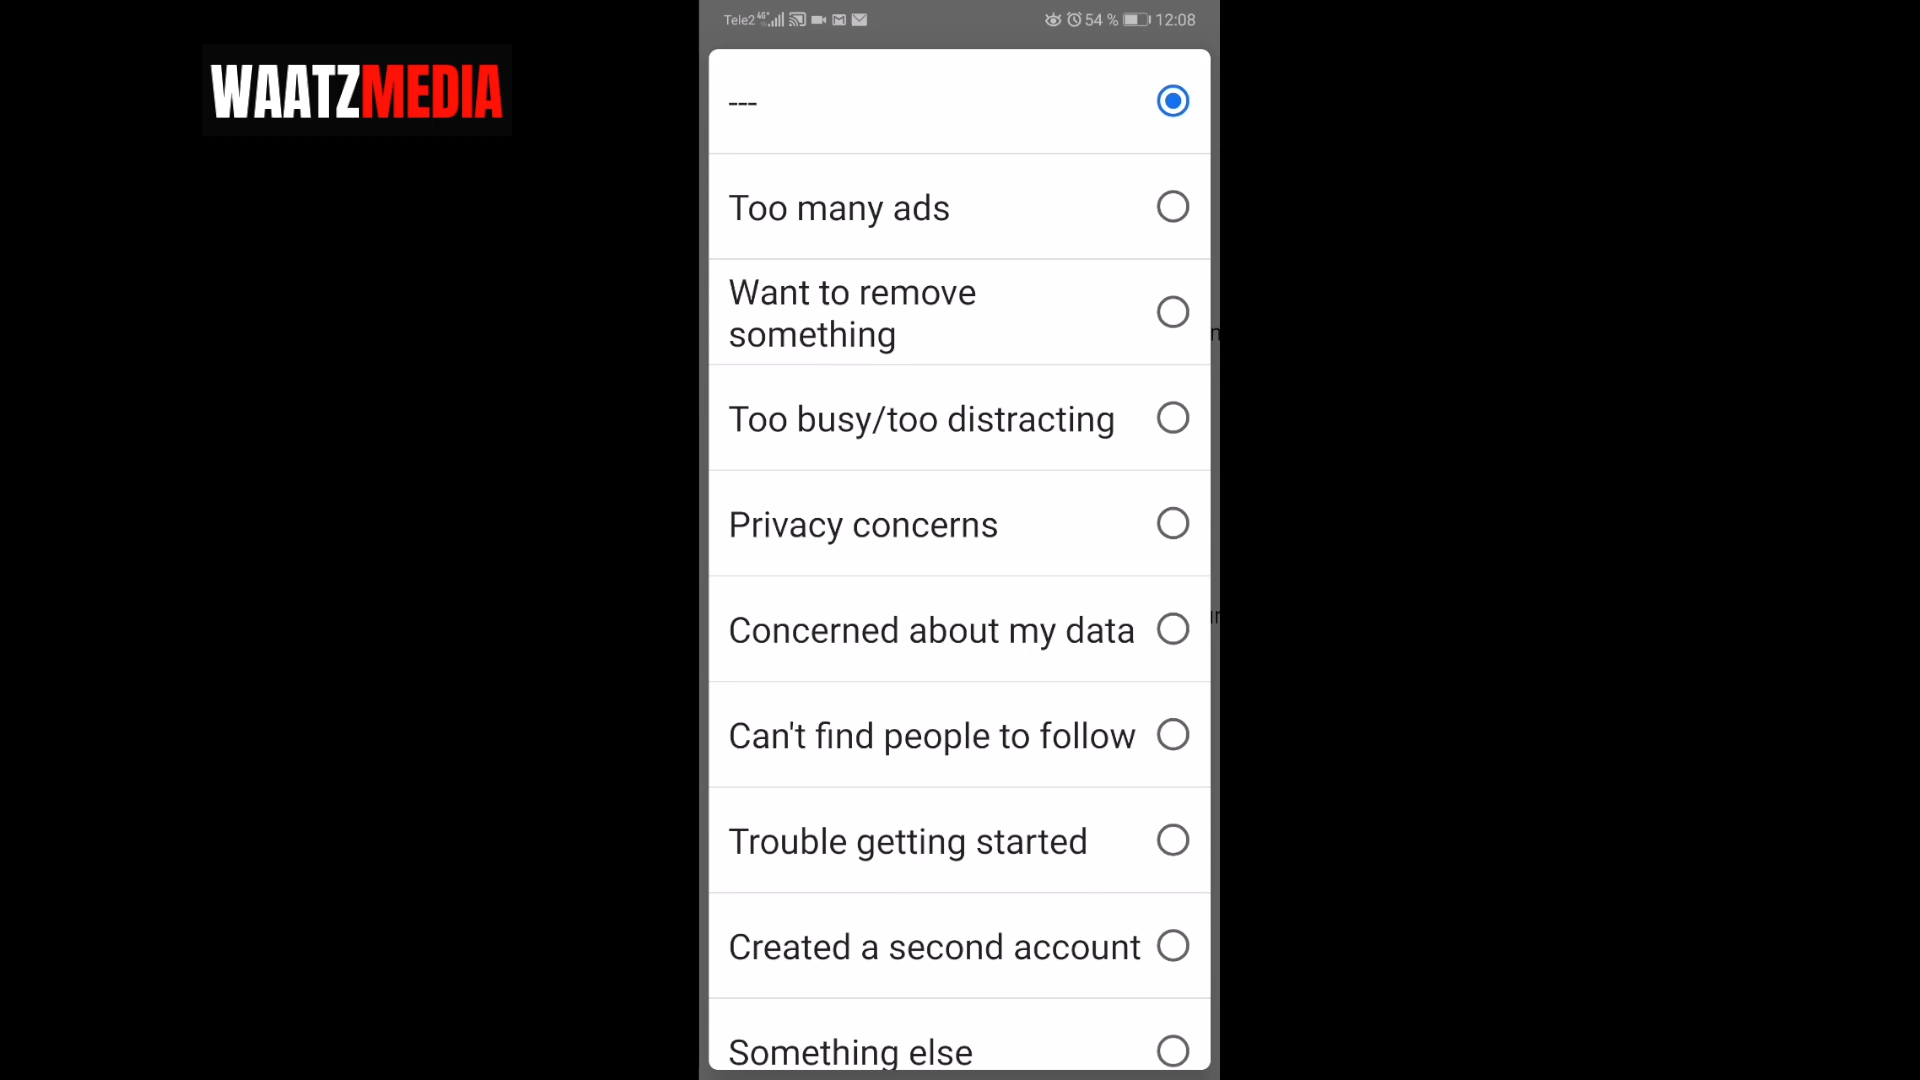 Tele2 4G
54 % 12:08
WAATZMEDIA
---
Too many ads
Want to remove
something
Too busy/too distracting
Privacy concerns
Concerned about my data
Can't find people to follow
Trouble getting started
Created a second account
Something else